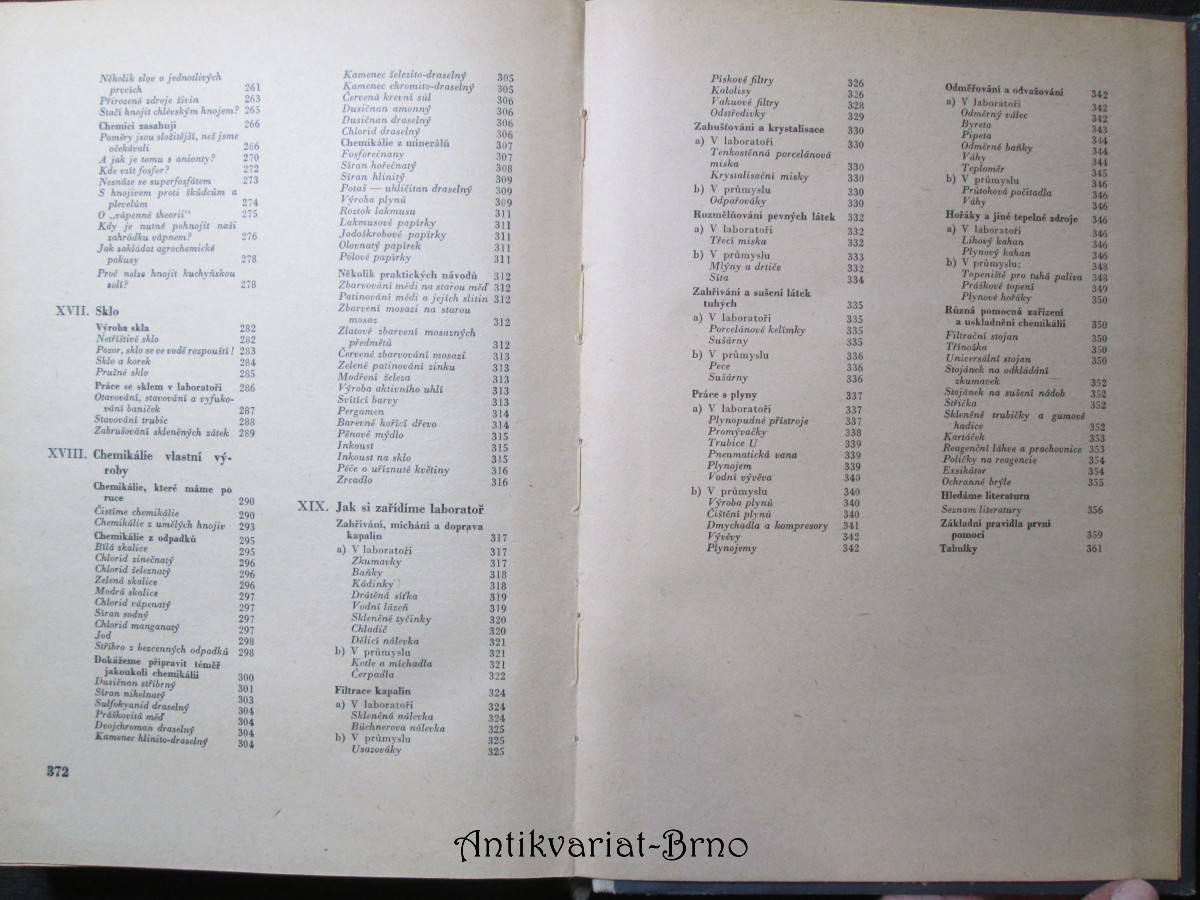 Několik slov o jednotlivých
prvcích 261
Přirozené zdroje živin 263
Stačí hnojit chlévským hnojem? 265
Chemici zasahují 266
Poměry jsou složitější, než jsme
očekávali 266
A jak je tomu s anionty? 270
Kde vzít fosfor? 272
Nesnáze se superfosfátem 273
S hnojivem proti škůdcům a
plevelům 274
O „vápenné theorii" 275
Kdy je nutné pohnojit naši
zahrádku vápnem? 276
Jak zakládat agrochemické
pokusy 278
Proč nelze hnojit kuchyňskou
solí? 278
XVII. Sklo
Výroba skla 282
Netříštivé sklo 282
Pozor, sklo se ve vodě rozpouští! 283
Sklo a korek 284
Pružné sklo 285
Práce se sklem v laboratoři 286
Otavování, stavování a vyfuko-
vání baniček 287
Stavování trubic 288
Zabrušování skleněných zátek 289
XVIII. Chemikálie vlastní vý-
roby
Chemikálie, které máme po
ruce 290
Čistíme chemikálie 290
Chemikálie z umělých hnojiv 293
Chemikálie z odpadků 295
Bílá skalice 295
Chlorid zinečnatý 296
Chlorid železnatý 296
Zelená skalice 296
Modrá skalice 297
Chlorid vápenatý 297
Síran sodný 297
Chlorid manganatý 297
Jod 298
Stříbro z bezcenných odpadků 298
Dokážeme připravit téměř
jakoukoli chemikálii 300
Dusičnan stříbrný 301
Síran nikelnatý 303
Sulfokyanid draselný 304
Práškovitá měď 304
Dvojchroman draselný 304
Kamenec hlinito-draselný 304
372
Kamenec železito-draselný 305
Kamenec chromito-draselný 305
Červená krevní sůl 306
Dusičnan amonný 306
Dusičnan draselný 306
Chlorid draselný 306
Chemikálie z minerálů 307
Fosforečnany 307
Síran hořečnatý 308
Síran hlinitý 309
Potaš — uhličitan draselný 309
Výroba plynů 309
Roztok lakmusu 311
Lakmusové papírky 311
Jodoškrobové papírky 311
Olovnatý papírek 311
Pólové papírky 311
Několik praktických návodů 312
Zbarvování mědi na starou měď 312
Patinování mědi a jejích slitin 312
Zbarvení mosazi na starou
mosaz 312
Zlatové zbarvení mosazných
předmětů 312
Červené zbarvování mosazi 313
Zelené patinování zinku 313
Modření železa 313
Výroba aktivního uhlí 313
Svítící barvy 313
Pergamen 314
Barevně hořící dřevo 314
Pěnové mýdlo 315
Inkoust 315
Inkoust na sklo 315
Péče o uříznuté květiny 316
Zrcadlo 316
XIX. Jak si zařídíme laboratoř
Zahřívání, míchání a doprava
kapalin 317
a) V laboratoři 317
Zkumavky 317
Baňky 318
Kádinky 318
Drátěná síťka 319
Vodní lázeň 319
Skleněné tyčinky 320
Chladič 320
Dělicí nálevka 321
b) V průmyslu 321
Kotle a míchadla 321
Čerpadla 322
Filtrace kapalin 324
a) V laboratoři 324
Skleněná nálevka 324
Büchnerova nálevka 325
b) V průmyslu 325
Usazováky 325
Pískové filtry 326
Kalolisy 326
Vakuové filtry 328
Odstředivky 329
Zahušťování a krystalisace 330
a) V laboratoři 330
Tenkostěnná porcelánová
miska 330
Krystalisační misky 330
b) V průmyslu 330
Odpařováky 330
Rozmělňování pevných látek 332
a) V laboratoři 332
Třecí miska 332
b) V průmyslu 333
Mlýny a drtiče 332
Síta 334
Zahřívání a sušení látek
tuhých 335
a) V laboratoři 335
Porcelánové kelímky 335
Sušárny 335
b) V průmyslu 336
Pece 336
Sušárny 336
Práce s plyny 337
a) V laboratoři 337
Plynopudné přístroje 337
Promývačky 338
Trubice U 339
Pneumatická vana 339
Plynojem 339
Vodní vývěva 340
b) V průmyslu 340
Výroba plynů 340
Čištění plynů 340
Dmychadla a kompresory 341
Vývěvy 342
Plynojemy 342
Odměřování a odvažování 342
a) V laboratoři 342
Odměrný válec 342
Byreta 343
Pipeta 344
Odměrné baňky 344
Váhy 344
Teploměr 345
b) V průmyslu 346
Průtoková počítadla 346
Váhy 346
Hořáky a jiné tepelné zdroje 346
a) V laboratoři 346
Lihový kahan 346
Plynový kahan 346
b) V průmyslu: 348
Topeniště pro tuhá paliva 348
Práškové topení 349
Plynové hořáky 350
Různá pomocná zařízení
a uskladnění chemikálií 350
Filtrační stojan 350
Třínožka 350
Universální stojan 350
Stojánek na odkládání
zkumavek 352
Stojánek na sušení nádob 352
Střička 352
Skleněné trubičky a gumové
hadice 352
Kartáček 353
Reagenční láhve a prachovnice 353
Poličky na reagencie 354
Exsikátor 354
Ochranné brýle 355
Hledáme literaturu
Seznam literatury 356
Základní pravidla první
pomoci 359
Tabulky 361
Antikvariat-Brno